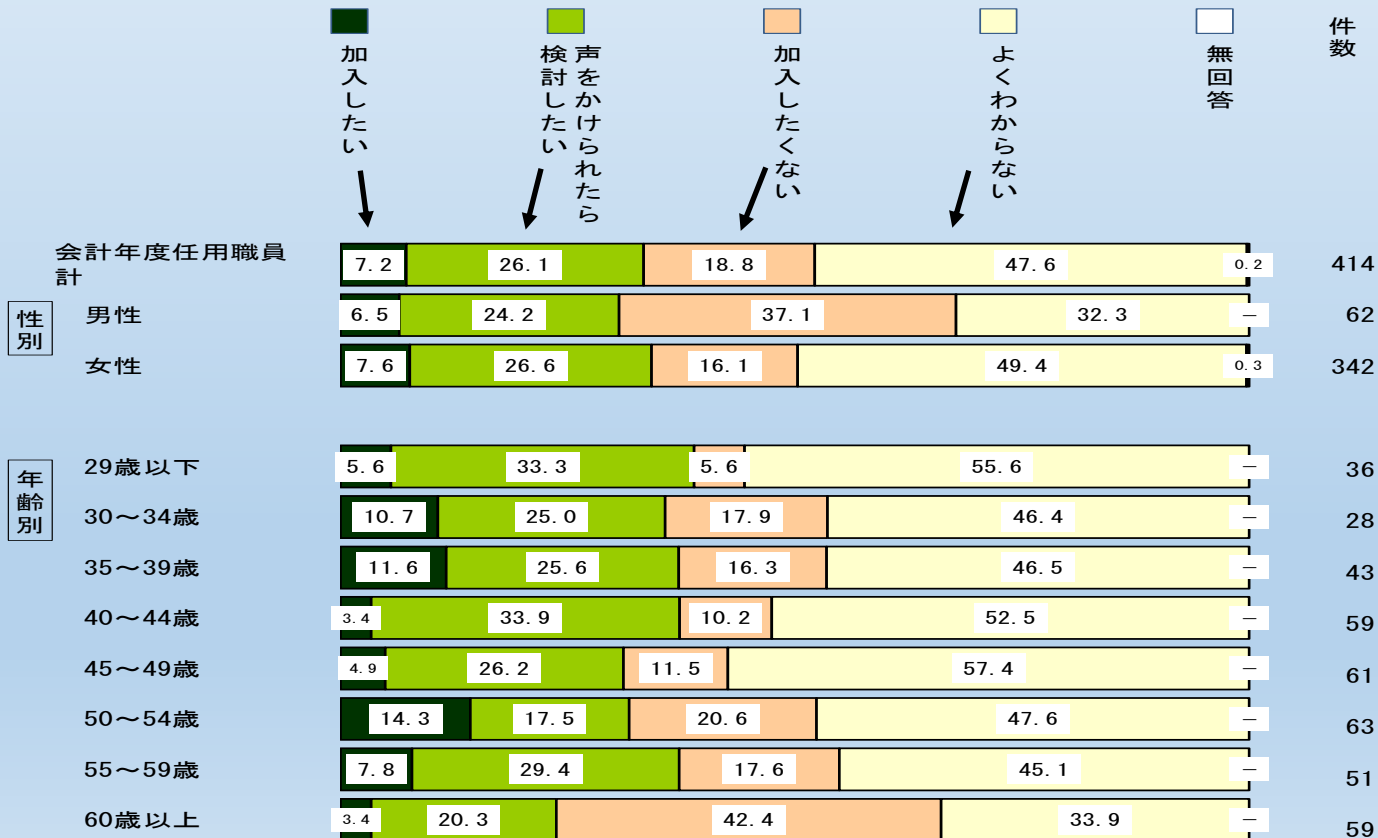 加入したい
声をかけられたら
検討したい
加入したくない
よくわからない
無回答
件数
会計年度任用職員
計
7.2 26.1 18.8 47.6 0.2 414
性別
男性 6.5 24.2 37.1 32.3 － 62
女性 7.6 26.6 16.1 49.4 0.3 342
年齢別
29歳以下 5.6 33.3 5.6 55.6 － 36
30～34歳 10.7 25.0 17.9 46.4 － 28
35～39歳 11.6 25.6 16.3 46.5 － 43
40～44歳 3.4 33.9 10.2 52.5 － 59
45～49歳 4.9 26.2 11.5 57.4 － 61
50～54歳 14.3 17.5 20.6 47.6 － 63
55～59歳 7.8 29.4 17.6 45.1 － 51
60歳以上 3.4 20.3 42.4 33.9 － 59